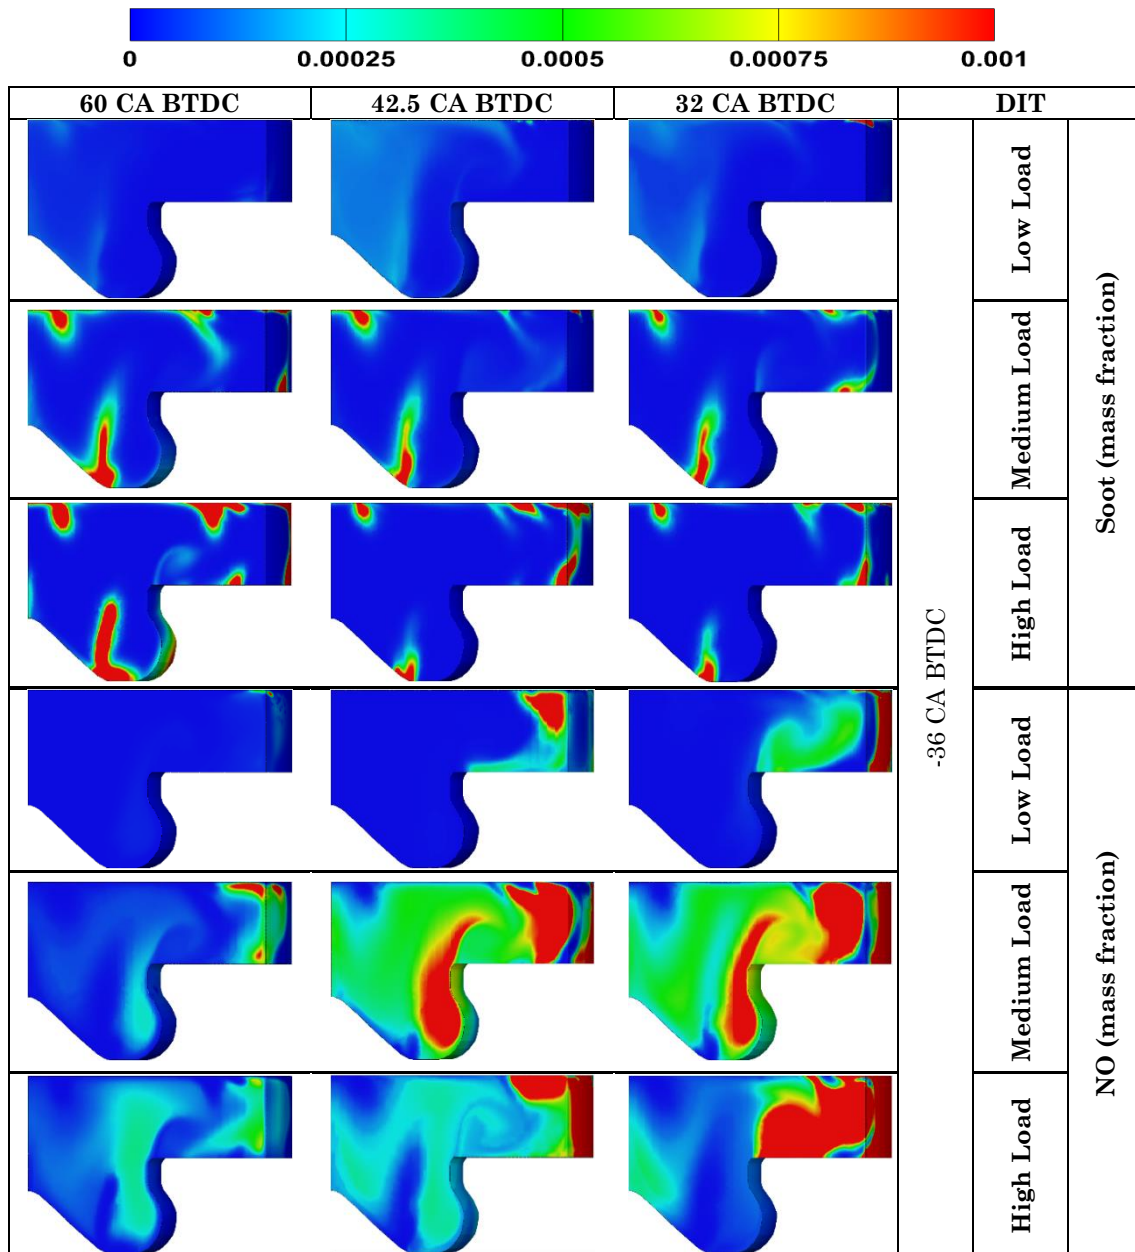 0 0.00025 0.0005 0.00075 0.001
60 CA BTDC 42.5 CA BTDC 32 CA BTDC DIT
-36 CA BTDC
Low Load
Medium Load
High Load
Soot (mass fraction)
Low Load
Medium Load
High Load
NO (mass fraction)